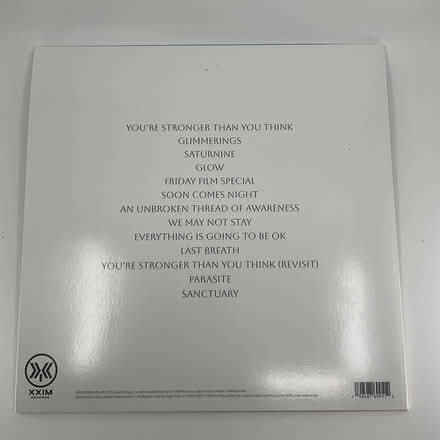 YOU'RE STRONGER THAN YOU THINK
GLIMMERINGS
SATURNINE
GLOW
FRIDAY FILM SPECIAL
SOON COMES NIGHT
AN UNBROKEN THREAD OF AWARENESS
WE MAY NOT STAY
EVERYTHING IS GOING TO BE OK
LAST BREATH
YOU'RE STRONGER THAN YOU THINK (REVISIT)
PARASITE
SANCTUARY
XXIM
RECORDS